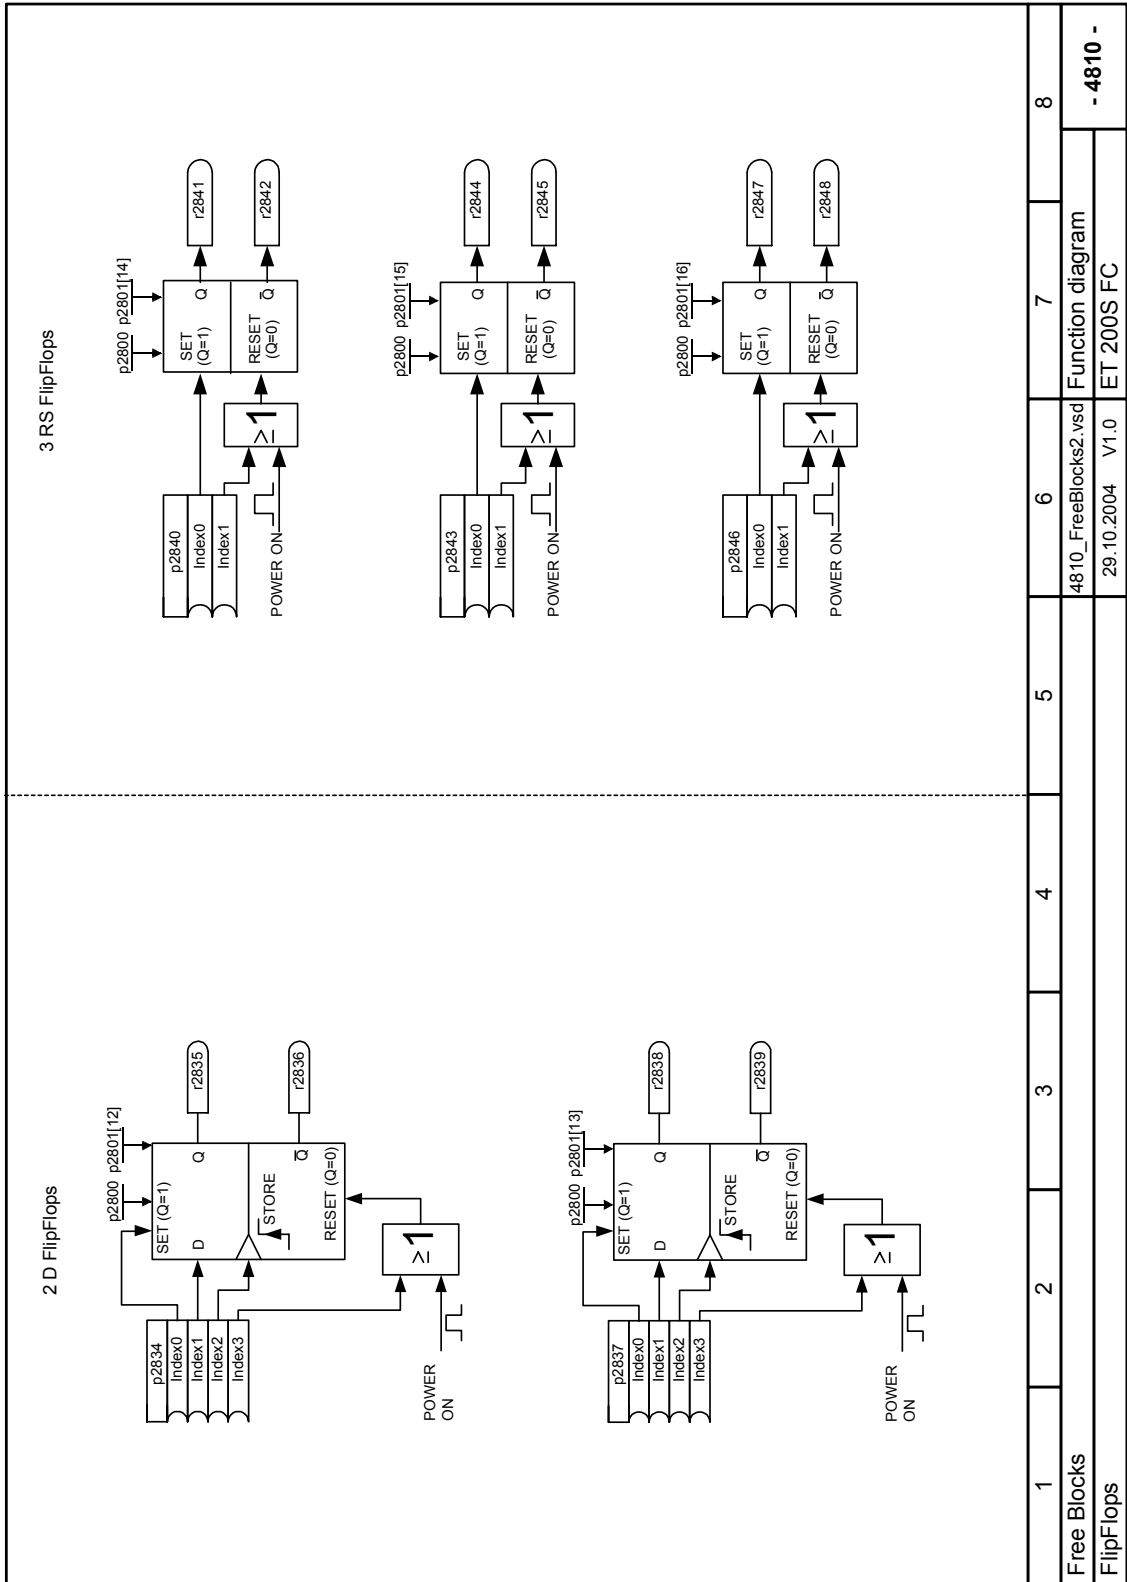 2 D FlipFlops
p2800 p2801[12]
p2834
Index0
Index1
Index2
Index3
SET (Q=1)
D
Q
STORE
Q
RESET (Q=0)
≥1
POWER
ON
r2835
r2836
p2800 p2801[13]
p2837
Index0
Index1
Index2
Index3
SET (Q=1)
D
Q
STORE
Q
RESET (Q=0)
≥1
POWER
ON
r2838
r2839
3 RS FlipFlops
p2800 p2801[14]
p2840
Index0
Index1
POWER ON
≥1
SET
(Q=1)
Q
RESET
(Q=0)
Q
r2841
r2842
p2800 p2801[15]
p2843
Index0
Index1
POWER ON
≥1
SET
(Q=1)
Q
RESET
(Q=0)
Q
r2844
r2845
p2800 p2801[16]
p2846
Index0
Index1
POWER ON
≥1
SET
(Q=1)
Q
RESET
(Q=0)
Q
r2847
r2848
1 2 3 4 5 6 7 8
Free Blocks 4810_FreeBlocks2.vsd Function diagram - 4810 -
FlipFlops 29.10.2004 V1.0 ET 200S FC